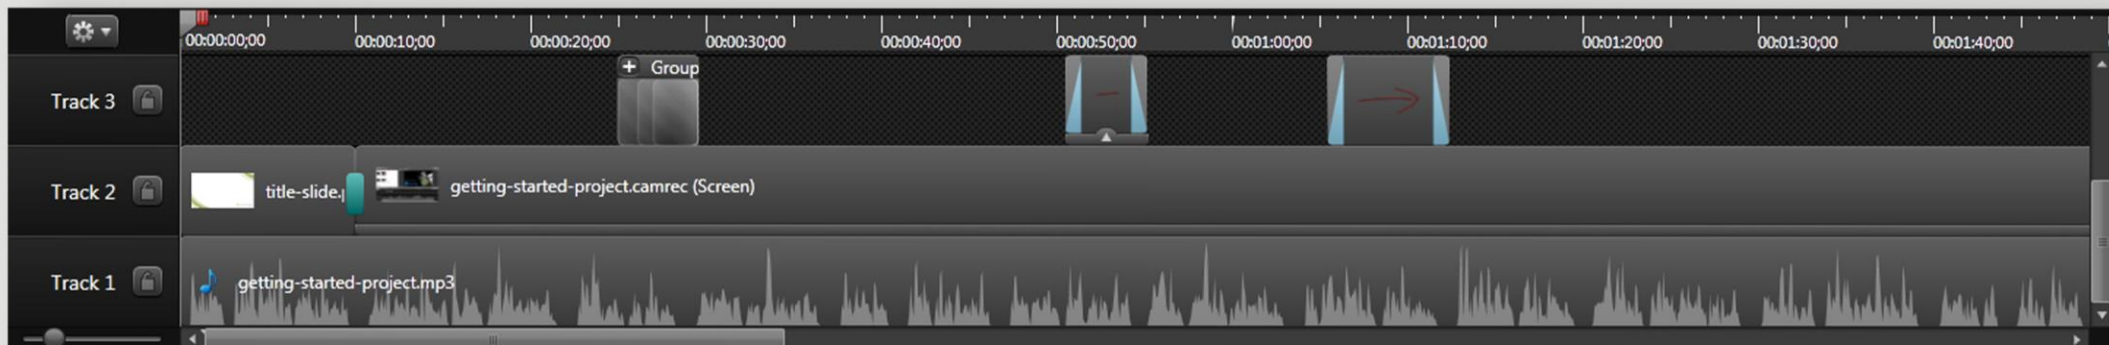 00:00:00;00 00:00:10;00 00:00:20;00 00:00:30;00 00:00:40;00 00:00:50;00 00:01:00;00 00:01:10;00 00:01:20;00 00:01:30;00 00:01:40;00
Track 3 + Group
Track 2 title-slide.p getting-started-project.camrec (Screen)
Track 1 getting-started-project.mp3